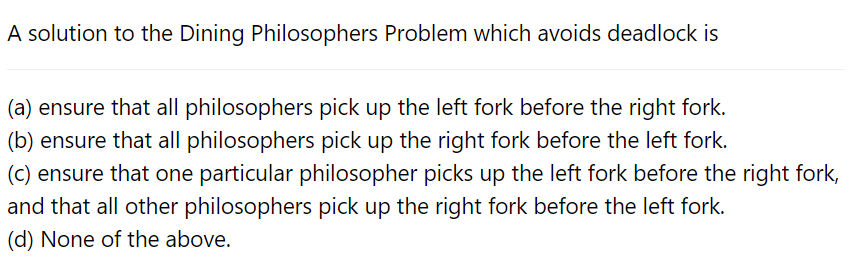 A solution to the Dining Philosophers Problem which avoids deadlock is
(a) ensure that all philosophers pick up the left fork before the right fork.
(b) ensure that all philosophers pick up the right fork before the left fork.
(c) ensure that one particular philosopher picks up the left fork before the right fork,
and that all other philosophers pick up the right fork before the left fork.
(d) None of the above.